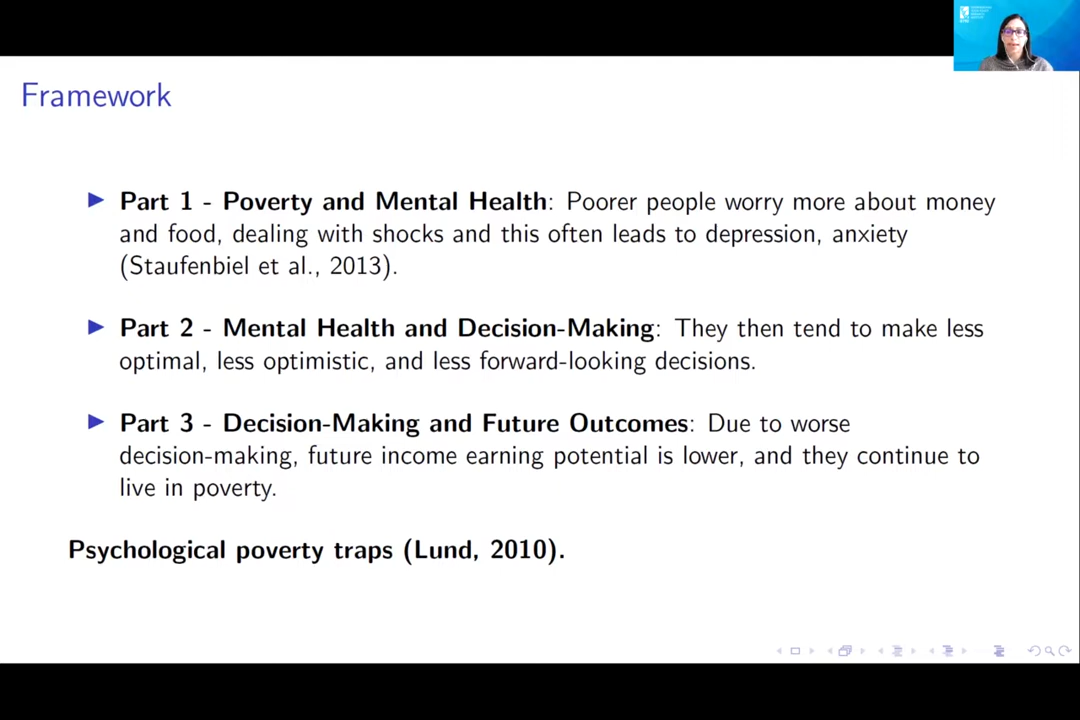 Framework
Part 1 - Poverty and Mental Health: Poorer people worry more about money
and food, dealing with shocks and this often leads to depression, anxiety
(Staufenbiel et al., 2013).
Part 2 - Mental Health and Decision-Making: They then tend to make less
optimal, less optimistic, and less forward-looking decisions.
Part 3 - Decision-Making and Future Outcomes: Due to worse
decision-making, future income earning potential is lower, and they continue to
live in poverty.
Psychological poverty traps (Lund, 2010).